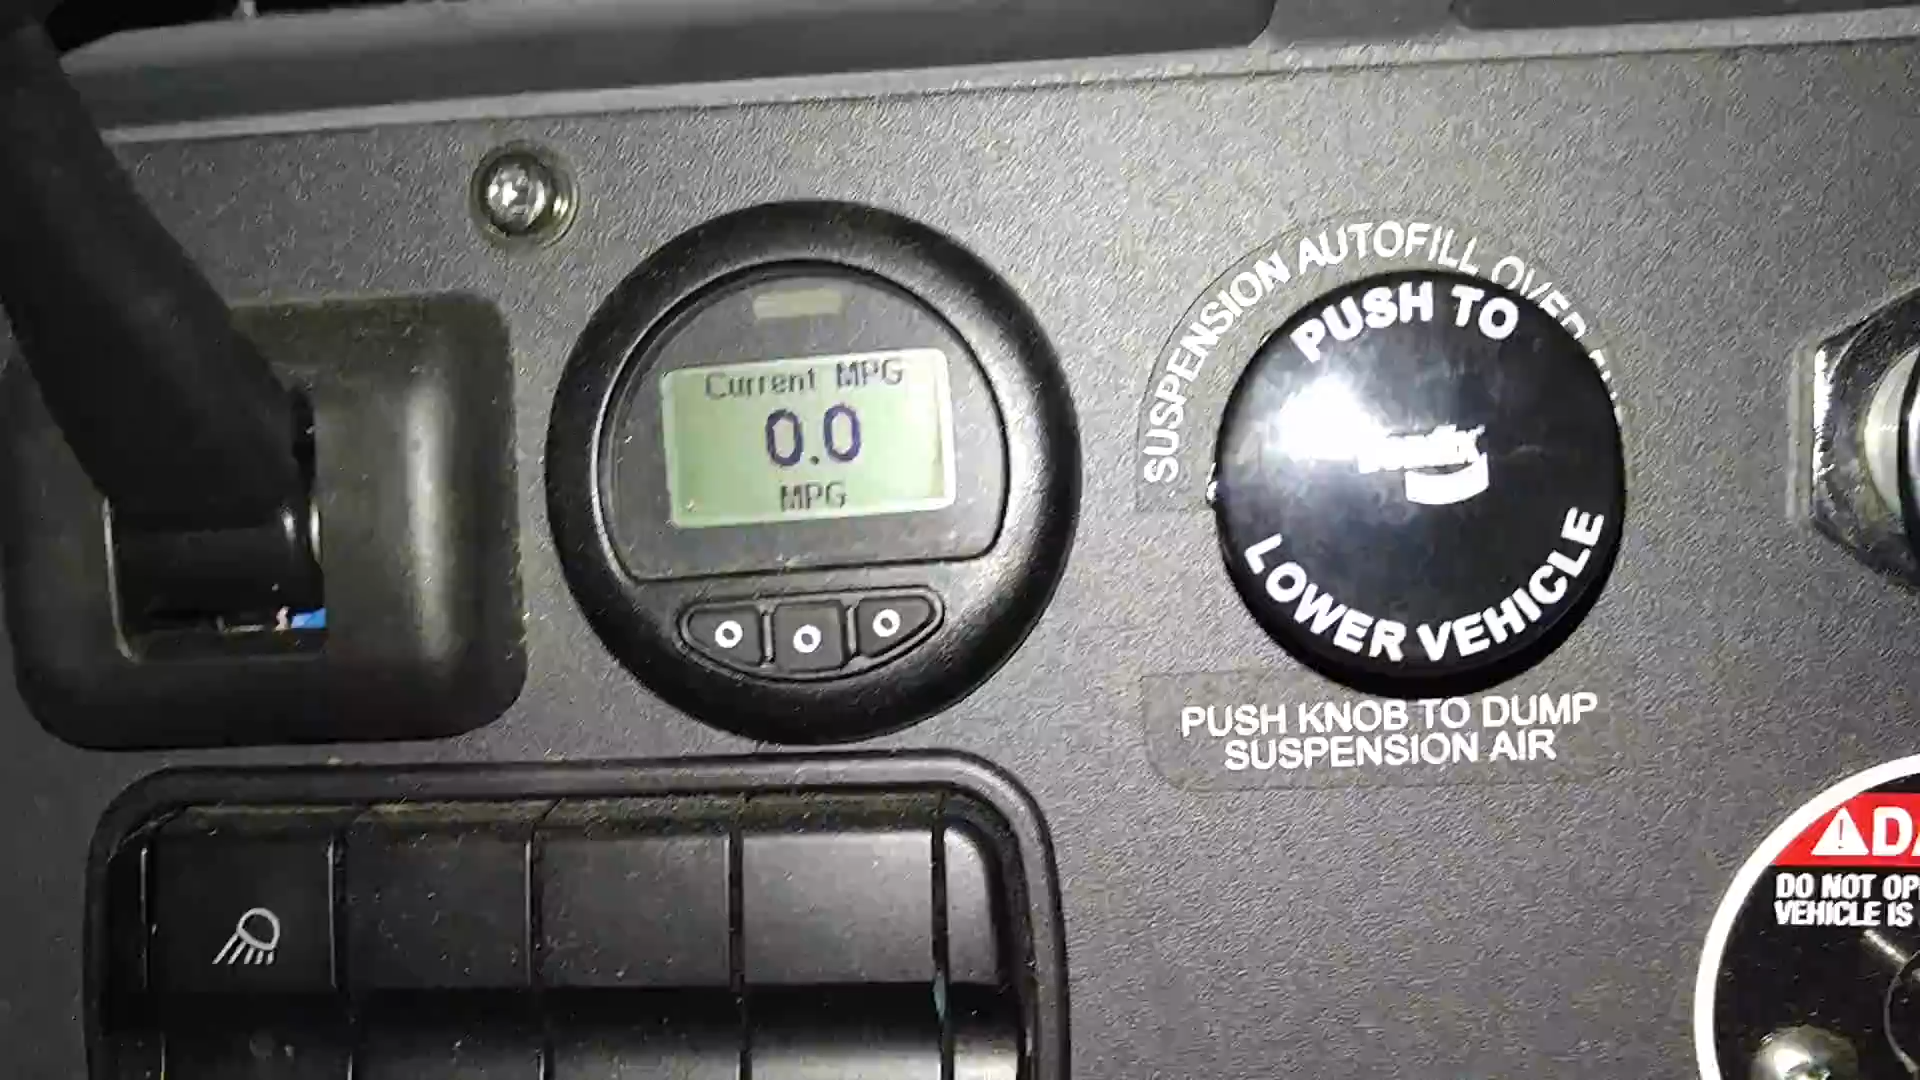 Current MPG
0.0
MPG
SUSPENSION AUTOFILL
PUSH TO
LOWER VEHICLE
PUSH KNOB TO DUMP
SUSPENSION AIR
DO NOT
VEHICLE IS